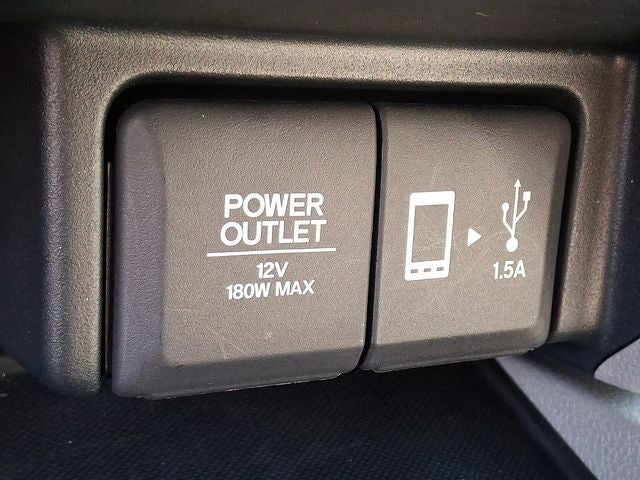 POWER
OUTLET
12V
180W MAX
1.5A